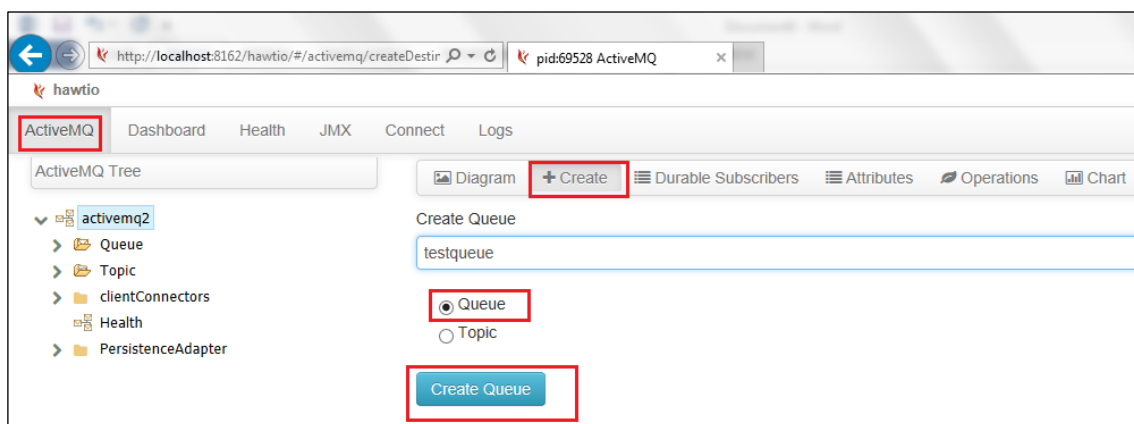 http://localhost:8162/hawtio/#/activemq/createDestir
pid:69528 ActiveMQ
hawtio
ActiveMQ Dashboard Health JMX Connect Logs
ActiveMQ Tree
Diagram + Create Durable Subscribers Attributes Operations Chart
activemq2
Queue
Topic
clientConnectors
Health
PersistenceAdapter
Create Queue
testqueue
Queue
Topic
Create Queue